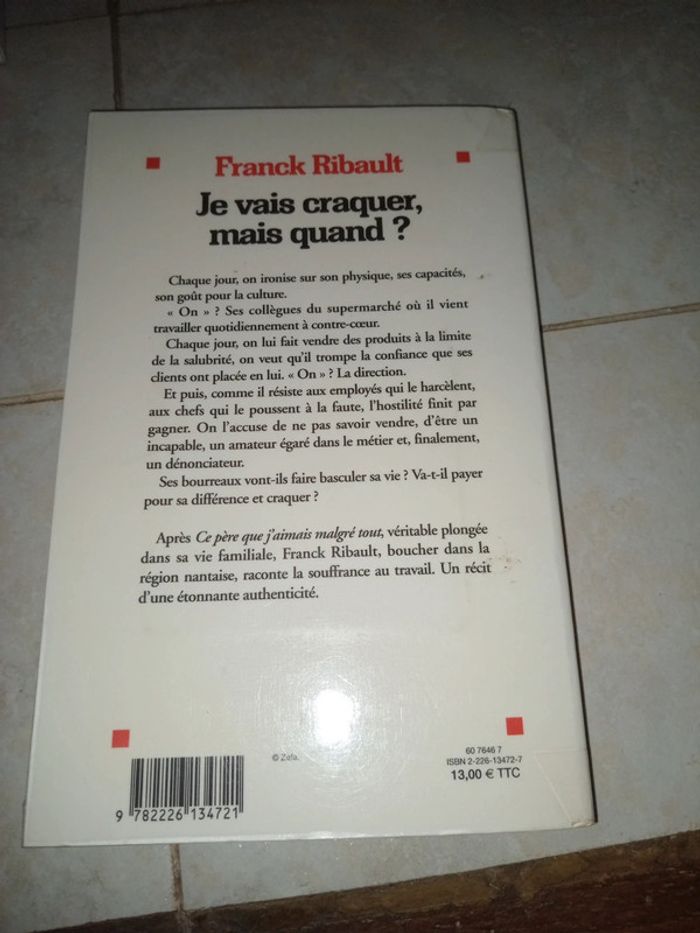 Franck Ribault
Je vais craquer,
mais quand ?
Chaque jour, on ironise sur son physique, ses capacités,
son goût pour la culture.
« On » ? Ses collègues du supermarché où il vient
travailler quotidiennement à contre-cœur.
Chaque jour, on lui fait vendre des produits à la limite
de la salubrité, on veut qu'il trompe la confiance que ses
clients ont placée en lui. « On » ? La direction.
Et puis, comme il résiste aux employés qui le harcèlent,
aux chefs qui le poussent à la faute, l'hostilité finit par
gagner. On l'accuse de ne pas savoir vendre, d'être un
incapable, un amateur égaré dans le métier et, finalement,
un dénonciateur.
Ses bourreaux vont-ils faire basculer sa vie ? Va-t-il payer
pour sa différence et craquer ?
Après Ce père que j'aimais malgré tout, véritable plongée
dans sa vie familiale, Franck Ribault, boucher dans la
région nantaise, raconte la souffrance au travail. Un récit
d'une étonnante authenticité.
© Zefa.
60 7646 7
ISBN 2-226-13472-7
13,00 € TTC
9 782226 134721